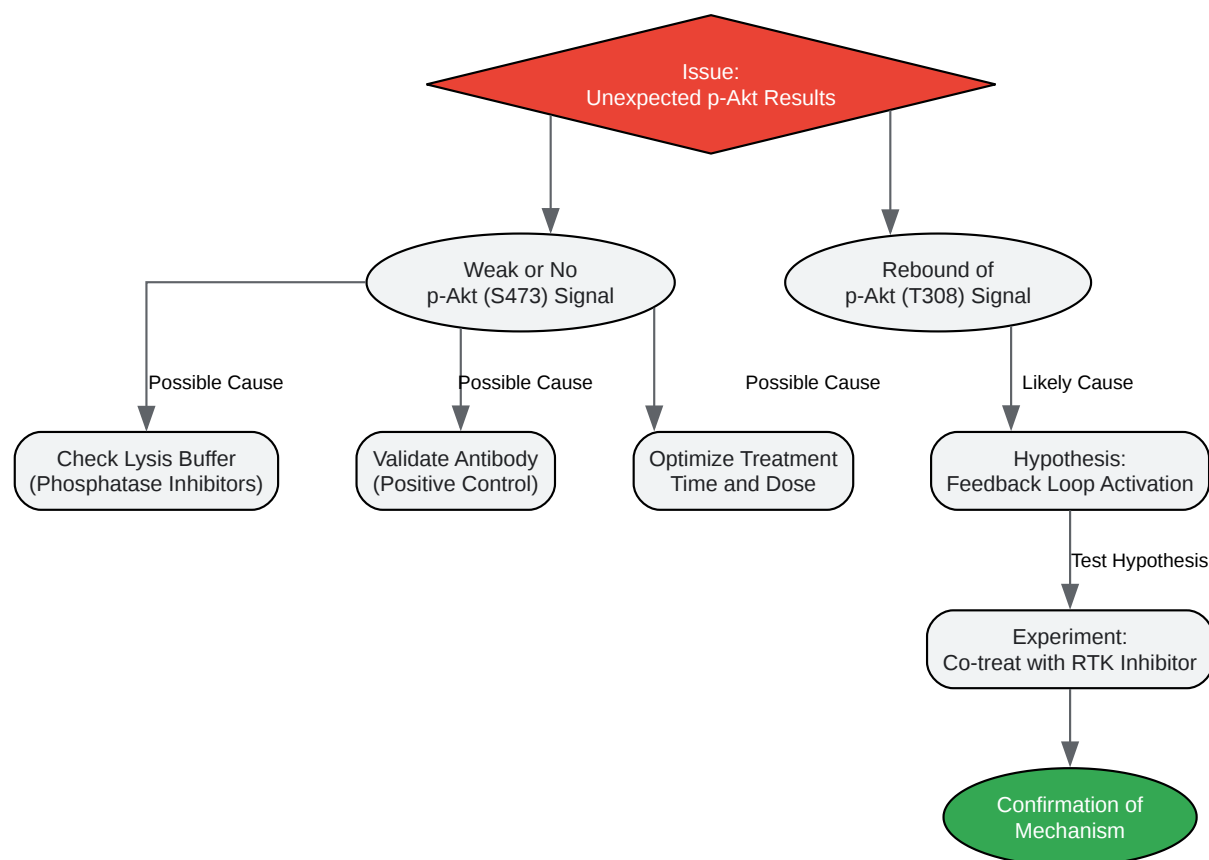 Issue:
Unexpected p-Akt Results
Weak or No
p-Akt (S473) Signal
Rebound of
p-Akt (T308) Signal
Possible Cause
Possible Cause
Possible Cause
Likely Cause
Check Lysis Buffer
(Phosphatase Inhibitors)
Validate Antibody
(Positive Control)
Optimize Treatment
Time and Dose
Hypothesis:
Feedback Loop Activation
Test Hypothesis
Experiment:
Co-treat with RTK Inhibitor
Confirmation of
Mechanism